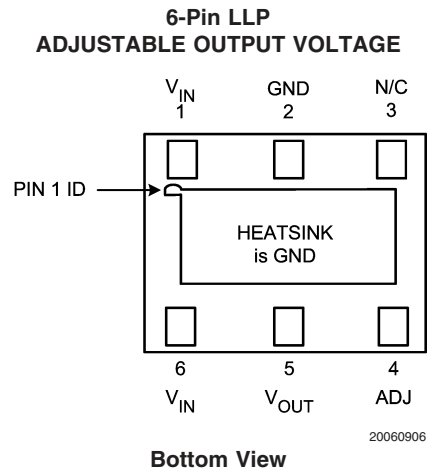 6-Pin LLP
ADJUSTABLE OUTPUT VOLTAGE
VIN GND N/C
1 2 3
PIN 1 ID
HEATSINK
is GND
6 5 4
VIN VOUT ADJ
20060906
Bottom View